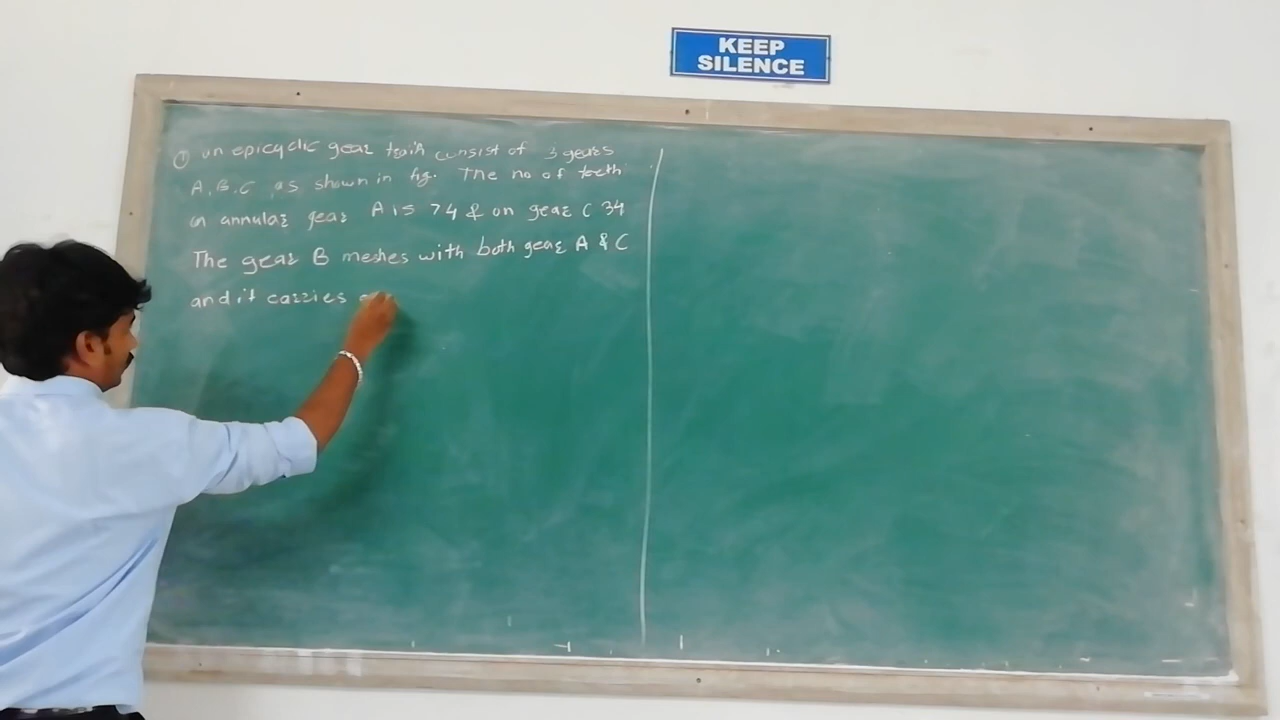 KEEP
SILENCE
① an epicyclic gear train consist of 3 gears
A, B, C as shown in fig. The no of teeth
on annular gear A is 74 & on gear C 34
The gear B meshes with both gear A & C
and it carries